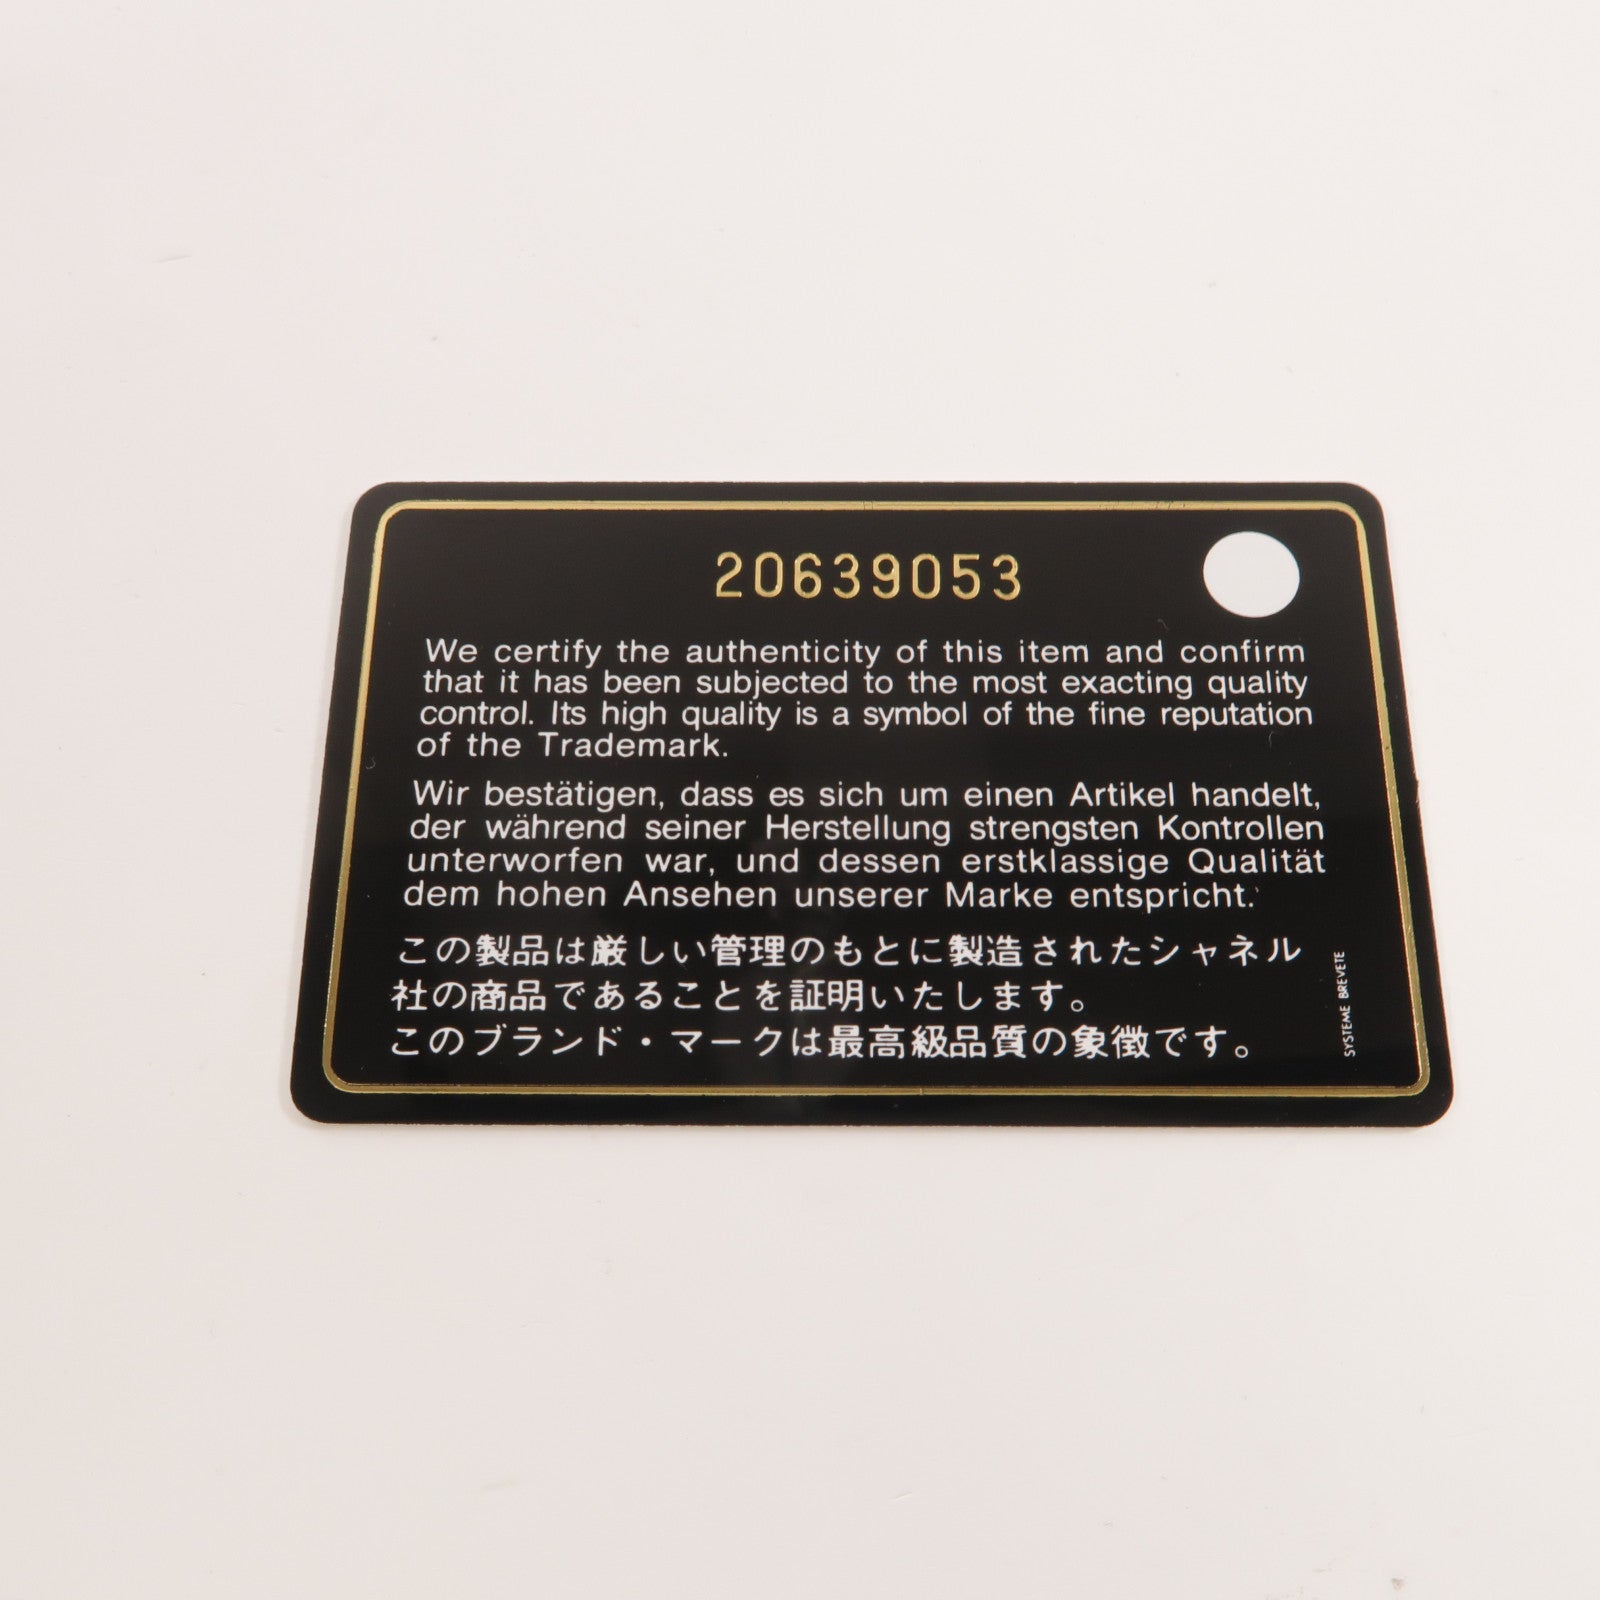 20639053
We certify the authenticity of this item and confirm
that it has been subjected to the most exacting quality
control. Its high quality is a symbol of the fine reputation
of the Trademark.
Wir bestätigen, dass es sich um einen Artikel handelt,
der während seiner Herstellung strengsten Kontrollen
unterworfen war, und dessen erstklassige Qualität
dem hohen Ansehen unserer Marke entspricht.
この製品は厳しい管理のもとに製造されたシャネル
社の商品であることを証明いたします。
このブランド・マークは最高級品質の象徴です。
SYSTEME BREVETE